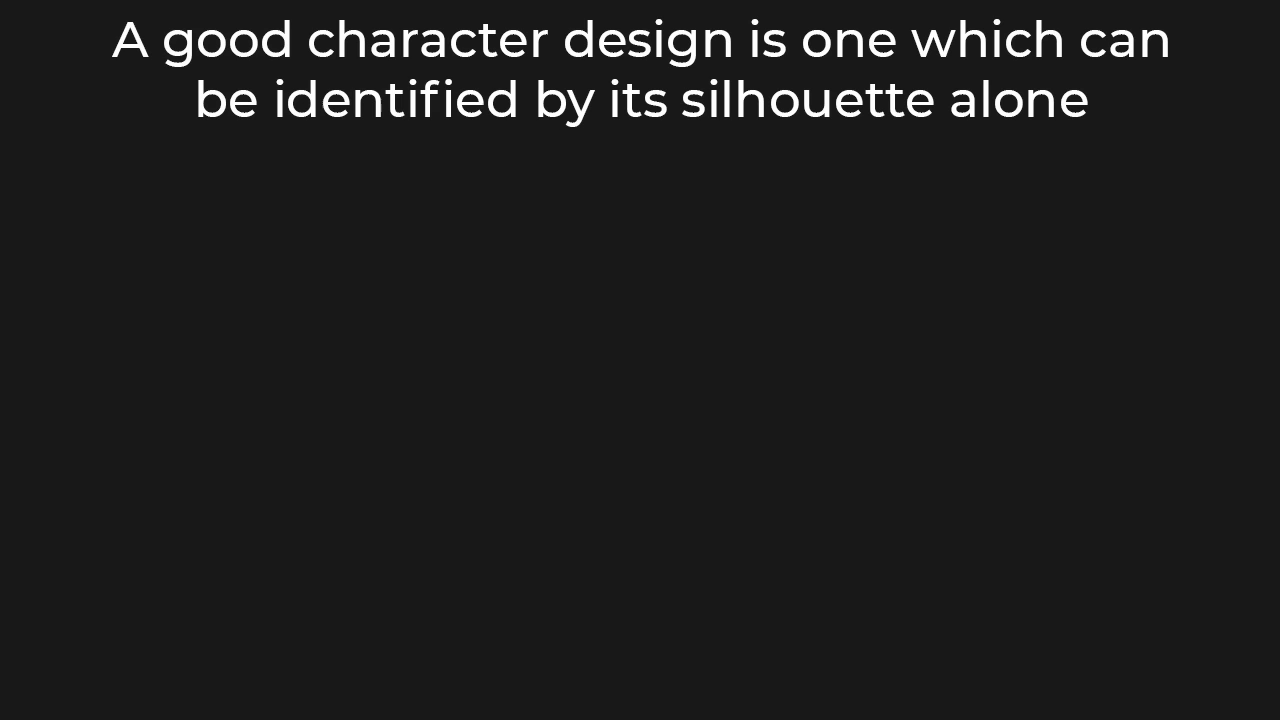 A good character design is one which can
be identified by its silhouette alone